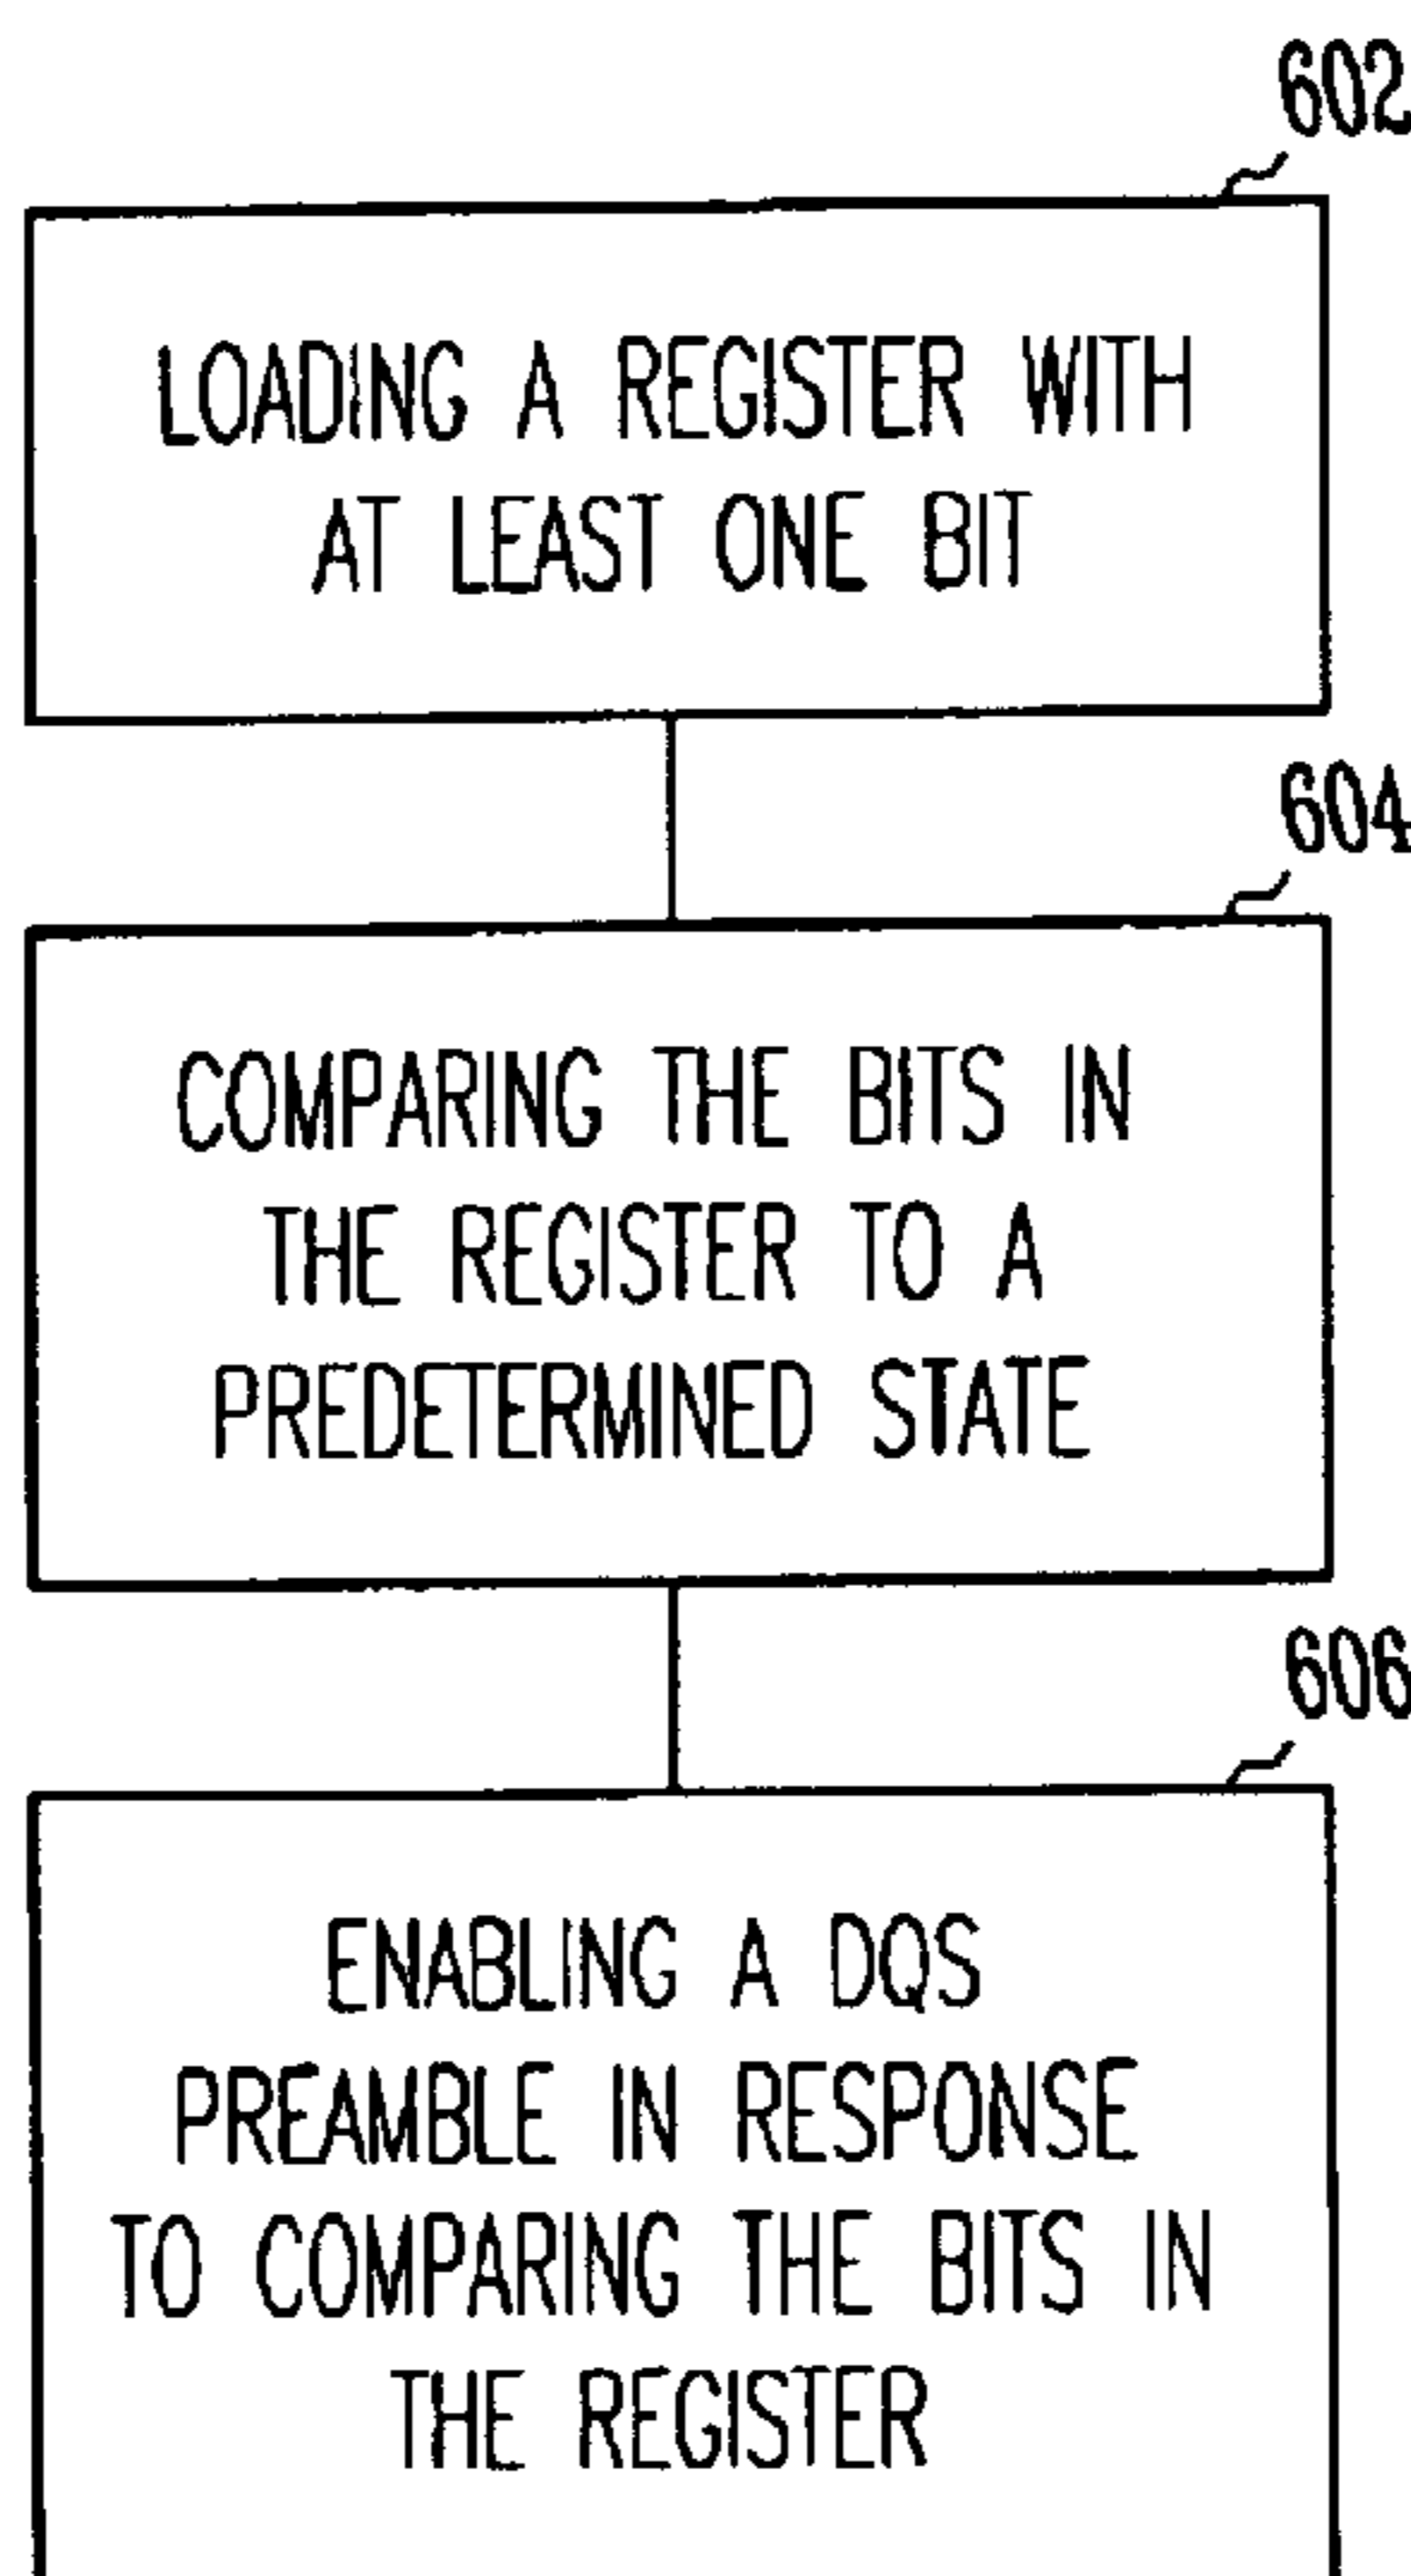 602
LOADING A REGISTER WITH
AT LEAST ONE BIT
604
COMPARING THE BITS IN
THE REGISTER TO A
PREDETERMINED STATE
606
ENABLING A DQS
PREAMBLE IN RESPONSE
TO COMPARING THE BITS IN
THE REGISTER